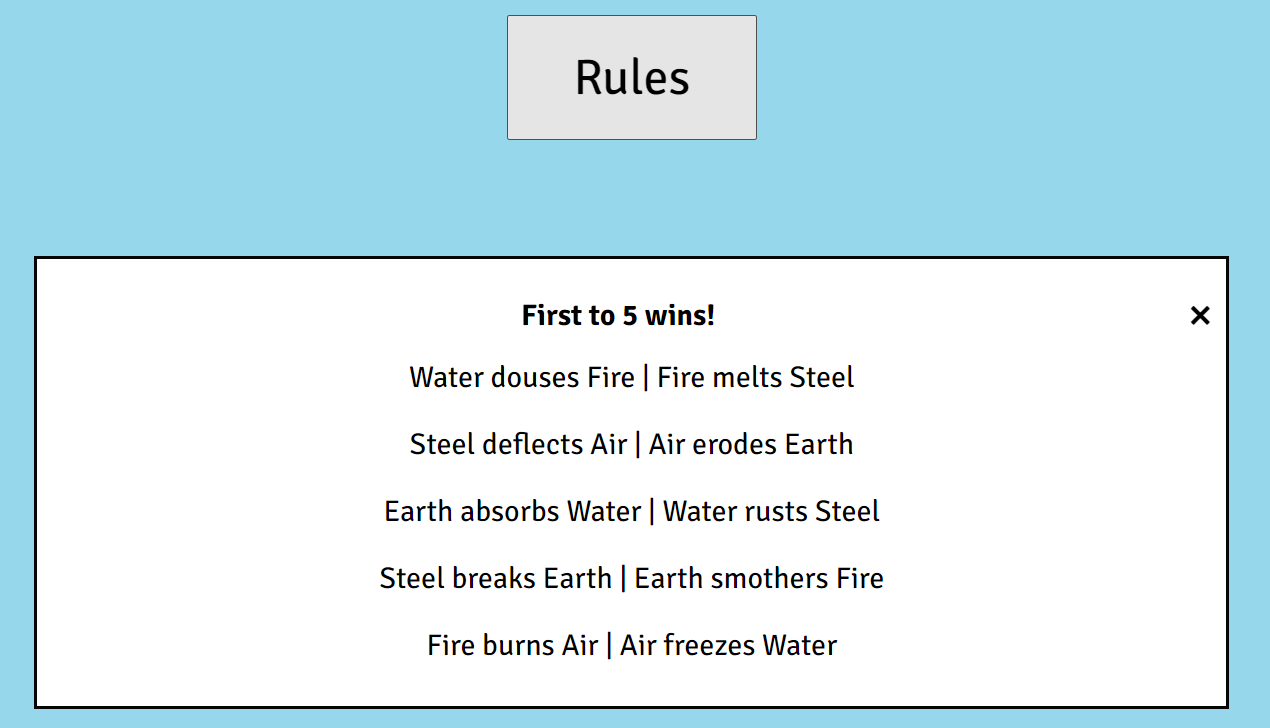 Rules
First to 5 wins!
Water douses Fire | Fire melts Steel
Steel deflects Air | Air erodes Earth
Earth absorbs Water | Water rusts Steel
Steel breaks Earth | Earth smothers Fire
Fire burns Air | Air freezes Water